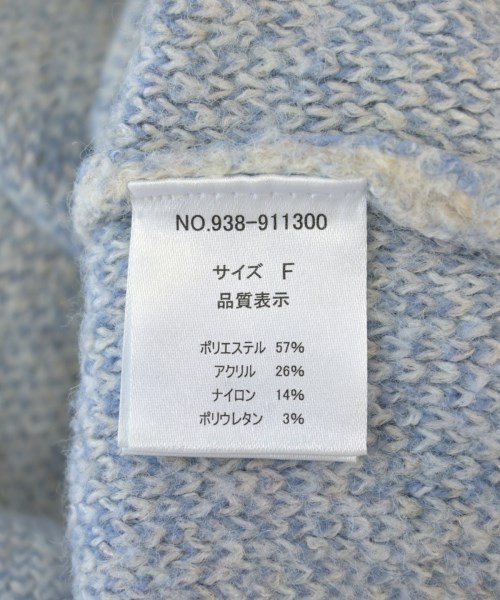 NO.938-911300
サイズ F
品質表示
ポリエステル 57%
アクリル 26%
ナイロン 14%
ポリウレタン 3%